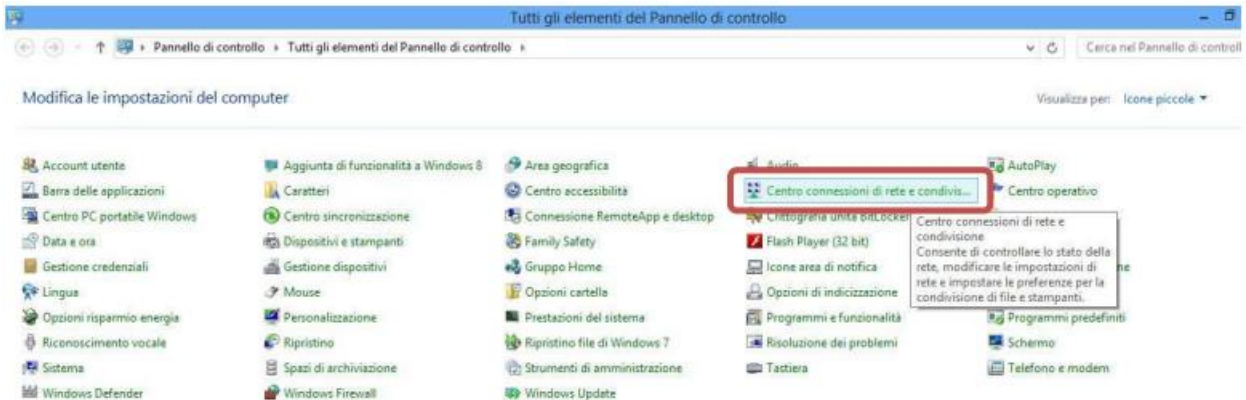 Tutti gli elementi del Pannello di controllo
Pannello di controllo Tutti gli elementi del Pannello di controllo
Cerca nel Pannello di controll
Modifica le impostazioni del computer
Visualizza per: Icone piccole
Account utente
Aggiunta di funzionalità a Windows 8
Area geografica
Audio
AutoPlay
Barra delle applicazioni
Caratteri
Centro accessibilità
Centro connessioni di rete e condivis...
Centro operativo
Centro PC portatile Windows
Centro sincronizzazione
Connessione RemoteApp e desktop
Crittografia unità BitLocker
Centro connessioni di rete e
condivisione
Consente di controllare lo stato della
rete, modificare le impostazioni di
rete e impostare le preferenze per la
condivisione di file e stampanti.
Data e ora
Dispositivi e stampanti
Family Safety
Flash Player (32 bit)
Gestione credenziali
Gestione dispositivi
Gruppo Home
Icone area di notifica
ne
Lingua
Mouse
Opzioni cartella
Opzioni di indicizzazione
Opzioni risparmio energia
Personalizzazione
Prestazioni del sistema
Programmi e funzionalità
Programmi predefiniti
Riconoscimento vocale
Ripristino
Ripristino file di Windows 7
Risoluzione dei problemi
Schermo
Sistema
Spazi di archiviazione
Strumenti di amministrazione
Tastiera
Telefono e modem
Windows Defender
Windows Firewall
Windows Update